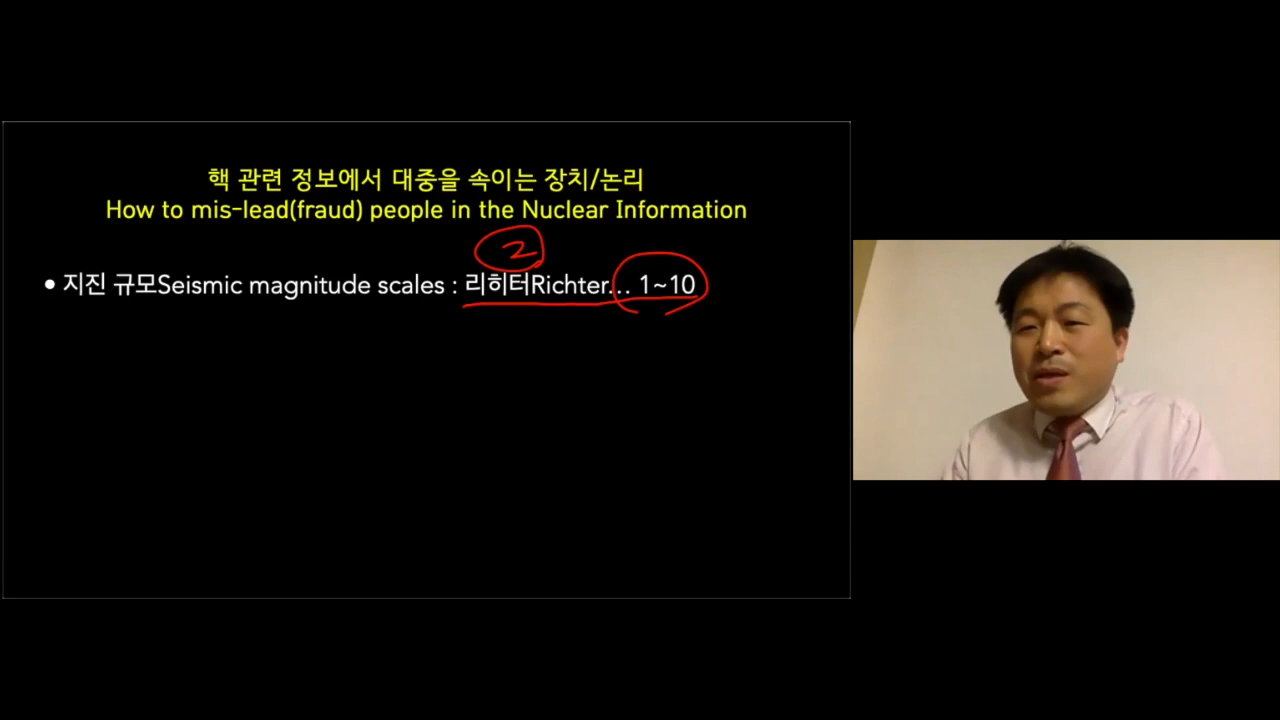 핵 관련 정보에서 대중을 속이는 장치/논리
How to mis-lead(fraud) people in the Nuclear Information
2
• 지진 규모Seismic magnitude scales : 리히터Richter... 1~10